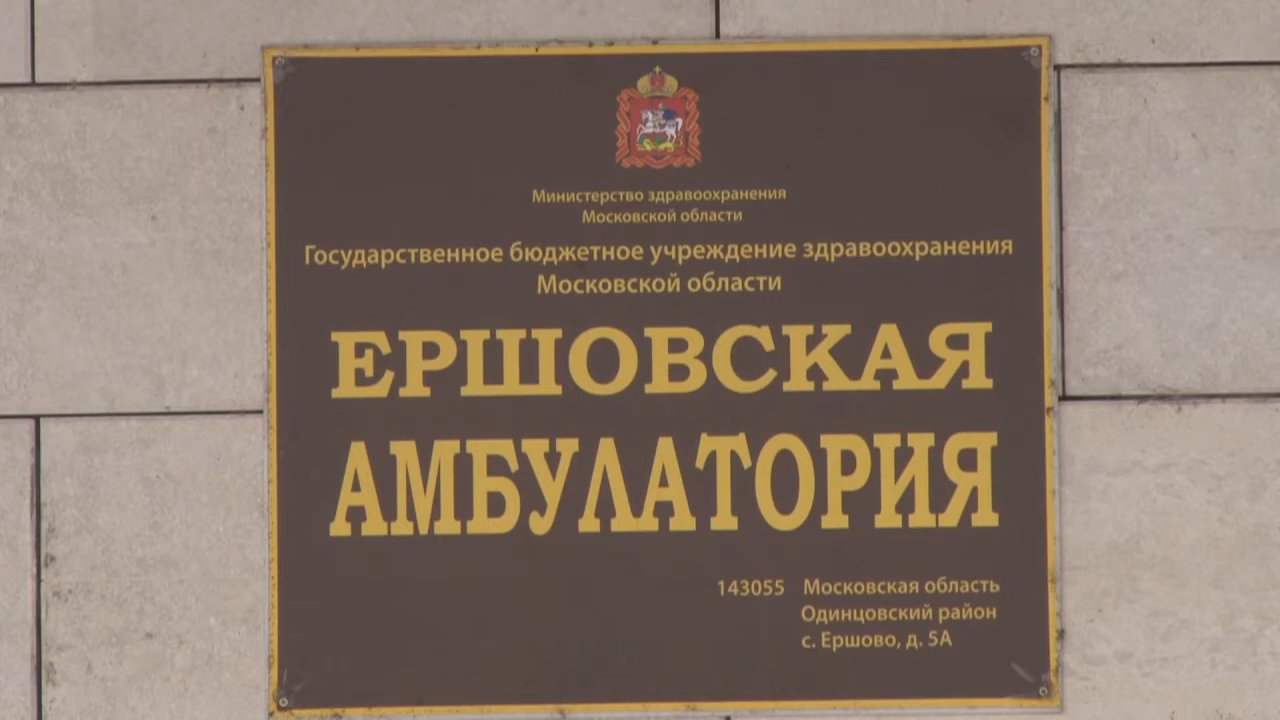 Министерство здравоохранения
Московской области
Государственное бюджетное учреждение здравоохранения
Московской области
ЕРШОВСКАЯ
АМБУЛАТОРИЯ
143055 Московская область
Одинцовский район
с. Ершово, д. 5А